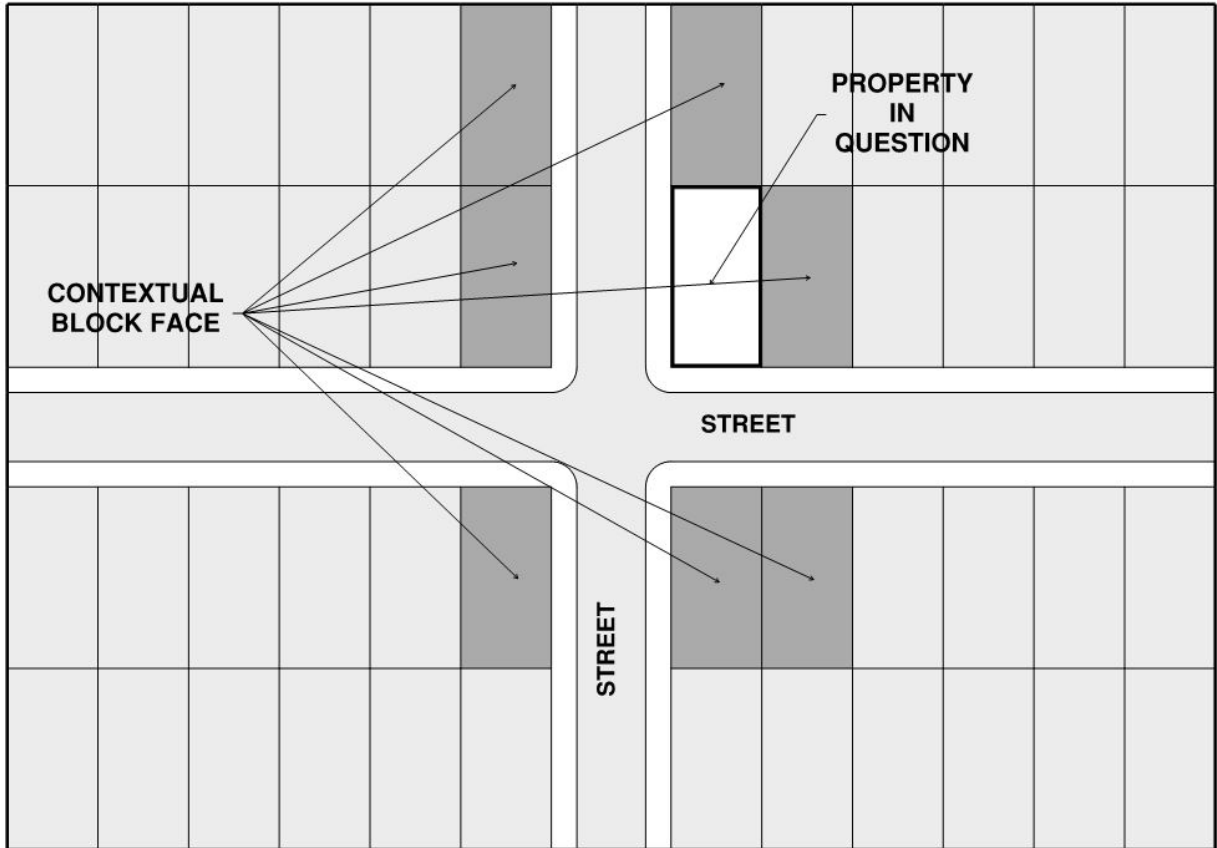 PROPERTY
IN
QUESTION
CONTEXTUAL
BLOCK FACE
STREET
STREET